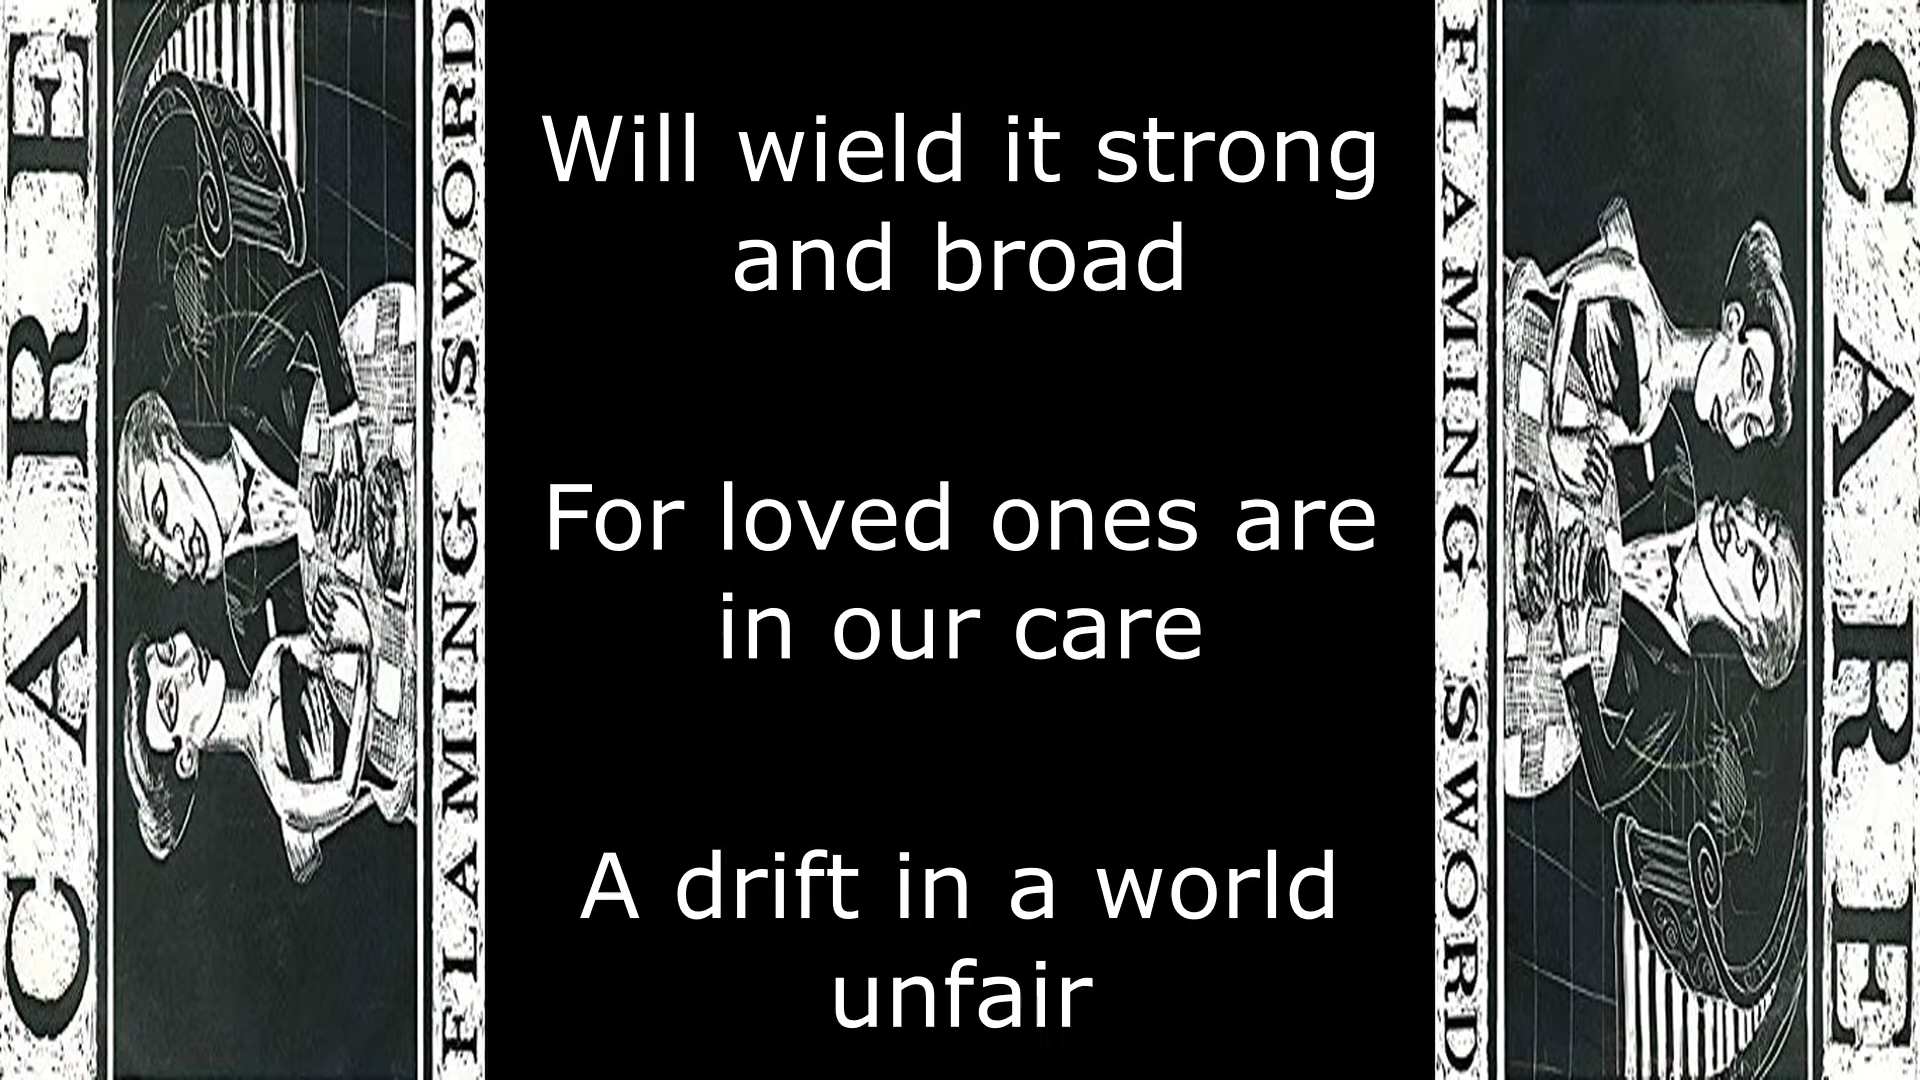 CARE
FLAMING SWORD
Will wield it strong
and broad
For loved ones are
in our care
A drift in a world
unfair
FLAMING SWORD
CARE